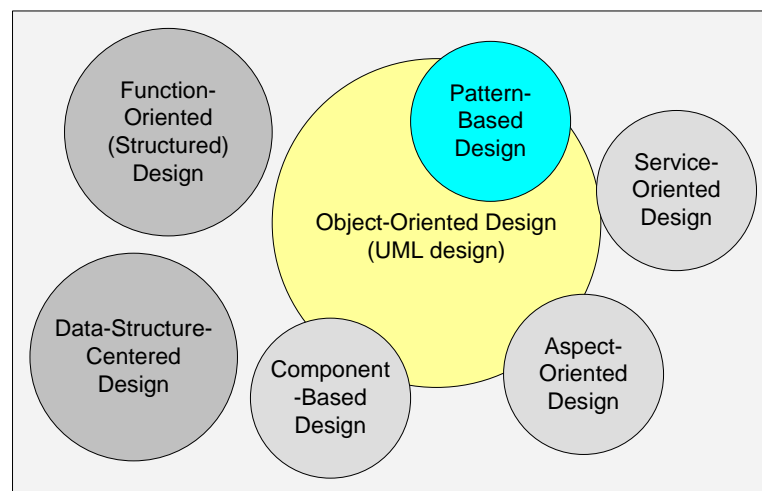 Function-
Oriented
(Structured)
Design
Pattern-
Based
Design
Service-
Oriented
Design
Object-Oriented Design
(UML design)
Data-Structure-
Centered
Design
Component
-Based
Design
Aspect-
Oriented
Design